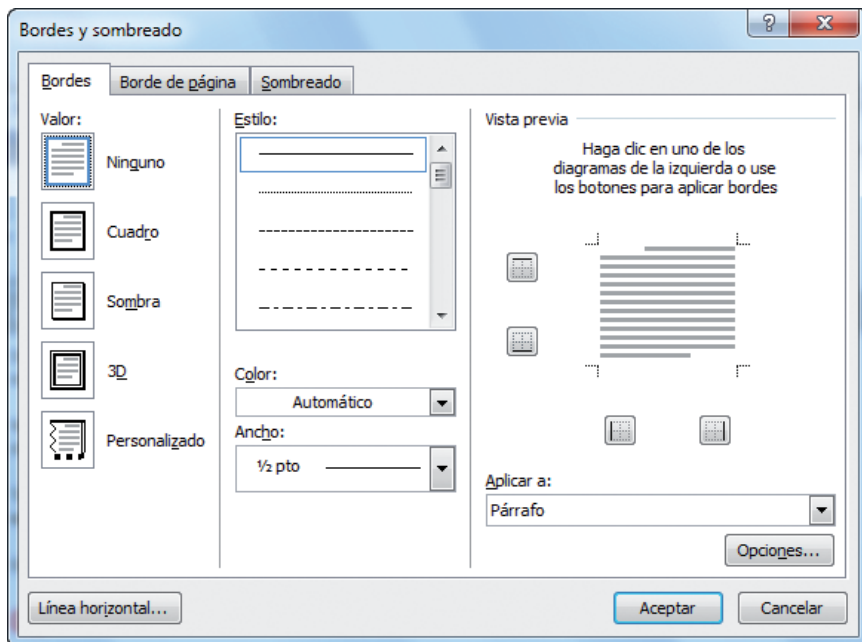 Bordes y sombreado
Bordes
Borde de página
Sombreado
Valor:
Ninguno
Cuadro
Sombra
3D
Personalizado
Estilo:
Color:
Automático
Ancho:
½ pto
Vista previa
Haga clic en uno de los
diagramas de la izquierda o use
los botones para aplicar bordes
Aplicar a:
Párrafo
Opciones...
Línea horizontal...
Aceptar
Cancelar